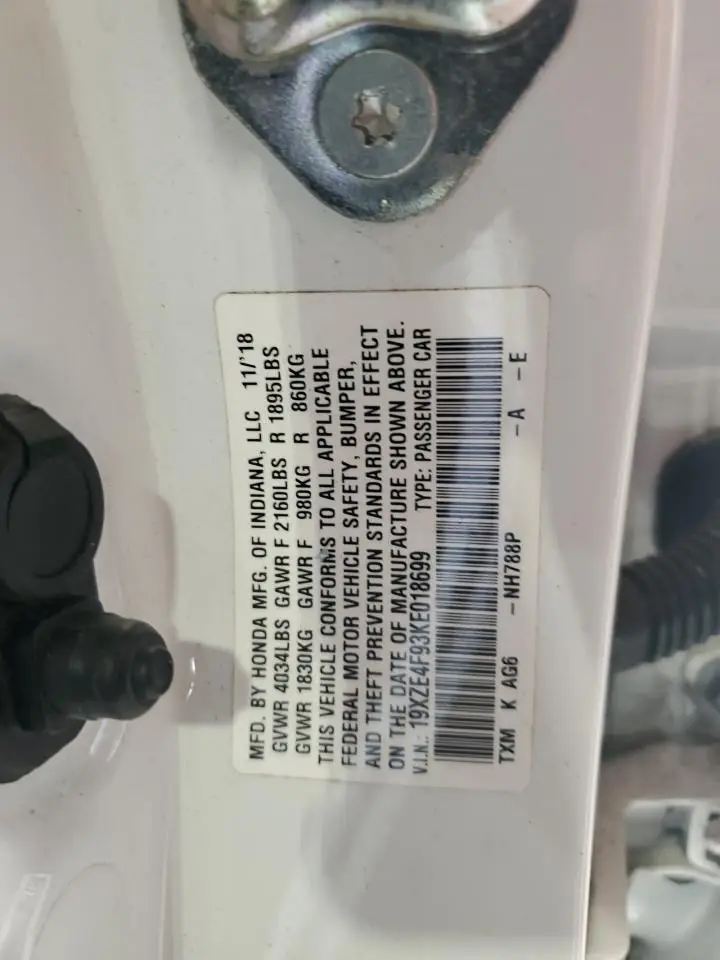 MFD. BY HONDA MFG. OF INDIANA, LLC 11/'18
GVWR 4034LBS GAWR F 2160LBS R 1895LBS
GVWR 1830KG GAWR F 980KG R 860KG
THIS VEHICLE CONFORMS TO ALL APPLICABLE
FEDERAL MOTOR VEHICLE SAFETY, BUMPER,
AND THEFT PREVENTION STANDARDS IN EFFECT
ON THE DATE OF MANUFACTURE SHOWN ABOVE.
V.I.N.: 19XZE4F93KE018699 TYPE: PASSENGER CAR
TXM K AG6 -NH788P -A -E